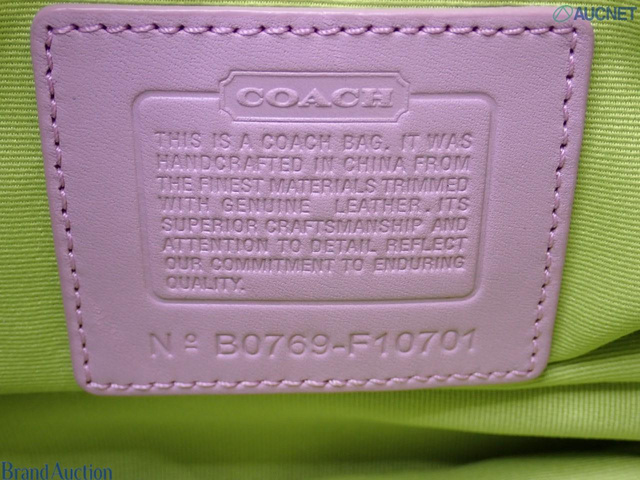 AUCNET
COACH
THIS IS A COACH BAG. IT WAS
HANDCRAFTED IN CHINA FROM
THE FINEST MATERIALS TRIMMED
WITH GENUINE LEATHER. ITS
SUPERIOR CRAFTSMANSHIP AND
ATTENTION TO DETAIL REFLECT
OUR COMMITMENT TO ENDURING
QUALITY.
Nº B0769-F10701
Brand Auction